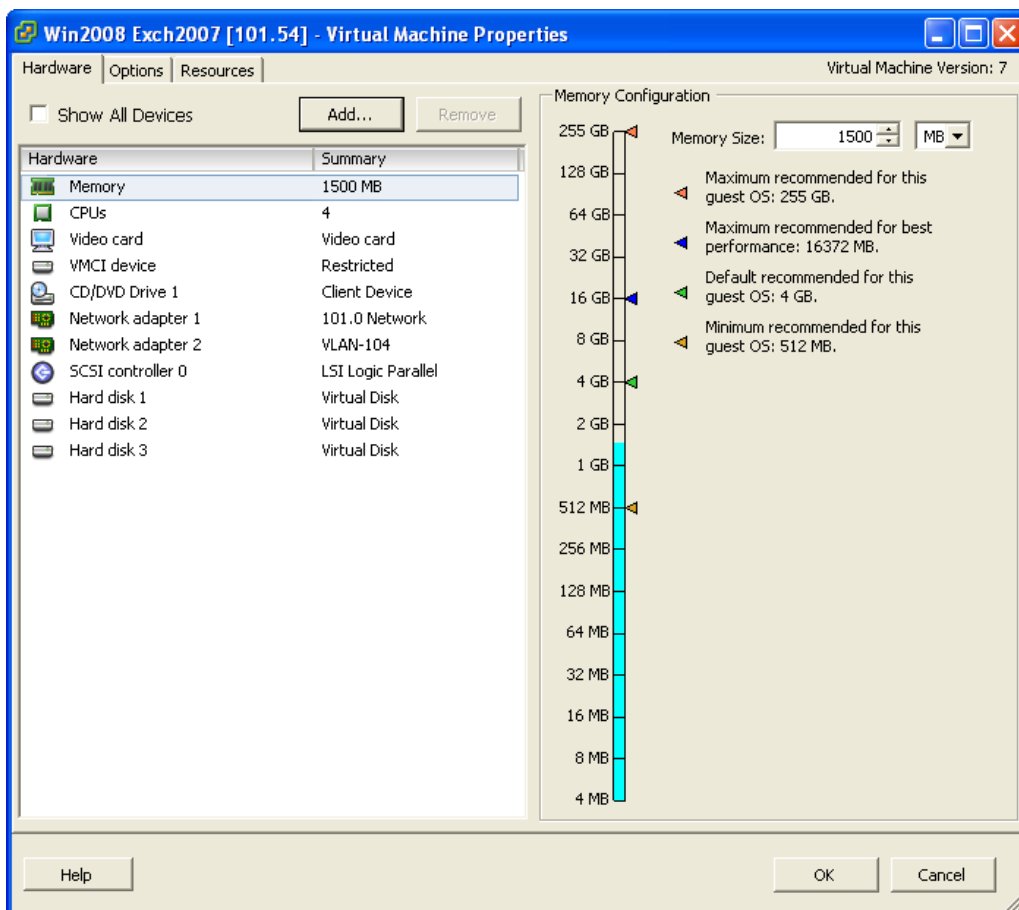 Win2008 Exch2007 [101.54] - Virtual Machine Properties
Hardware Options Resources Virtual Machine Version: 7
Show All Devices Add... Remove
Hardware Summary
Memory 1500 MB
CPUs 4
Video card Video card
VMCI device Restricted
CD/DVD Drive 1 Client Device
Network adapter 1 101.0 Network
Network adapter 2 VLAN-104
SCSI controller 0 LSI Logic Parallel
Hard disk 1 Virtual Disk
Hard disk 2 Virtual Disk
Hard disk 3 Virtual Disk
Memory Configuration
Memory Size: 1500 MB
255 GB
128 GB
64 GB
32 GB
16 GB
8 GB
4 GB
2 GB
1 GB
512 MB
256 MB
128 MB
64 MB
32 MB
16 MB
8 MB
4 MB
Maximum recommended for this
guest OS: 255 GB.
Maximum recommended for best
performance: 16372 MB.
Default recommended for this
guest OS: 4 GB.
Minimum recommended for this
guest OS: 512 MB.
Help OK Cancel